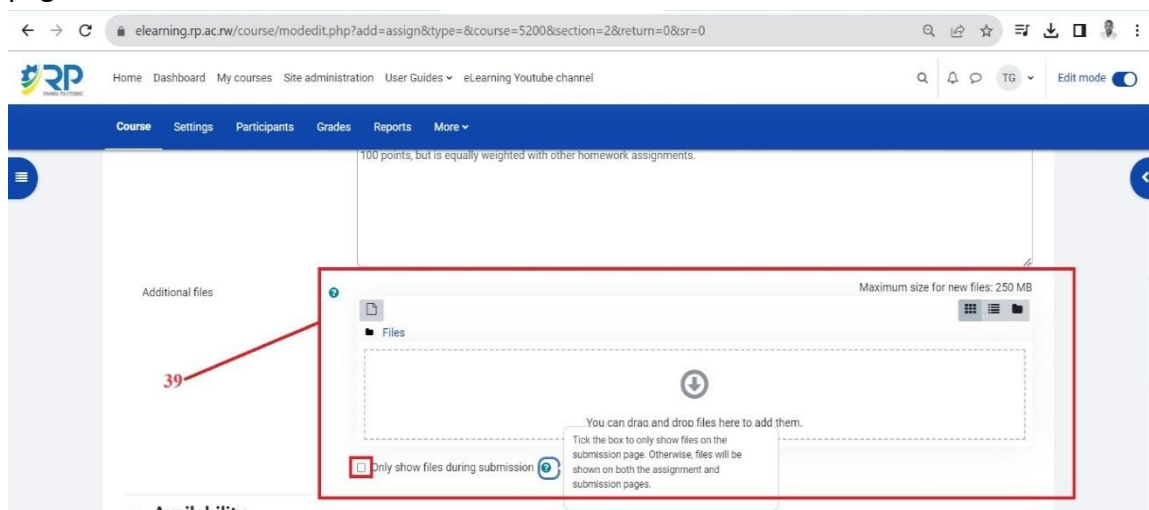 elearning.rp.ac.rw/course/modedit.php?add=assign&type=&course=5200&section=2&return=0&sr=0
RP Home Dashboard My courses Site administration User Guides eLearning Youtube channel TG Edit mode
Course Settings Participants Grades Reports More
100 points, but is equally weighted with other homework assignments.
Additional files
Maximum size for new files: 250 MB
Files
39
You can drag and drop files here to add them.
Only show files during submission
Tick the box to only show files on the
submission page. Otherwise, files will be
shown on both the assignment and
submission pages.